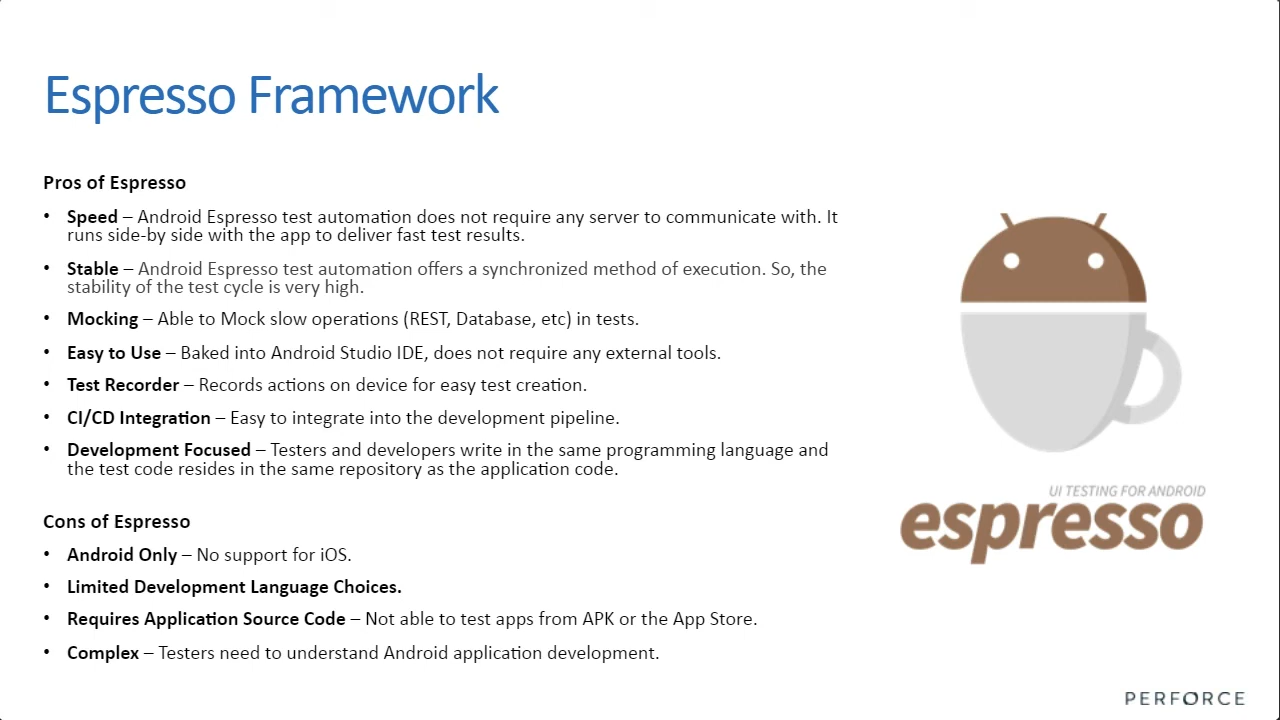 Espresso Framework
Pros of Espresso
• Speed – Android Espresso test automation does not require any server to communicate with. It
runs side-by side with the app to deliver fast test results.
• Stable – Android Espresso test automation offers a synchronized method of execution. So, the
stability of the test cycle is very high.
• Mocking – Able to Mock slow operations (REST, Database, etc) in tests.
• Easy to Use – Baked into Android Studio IDE, does not require any external tools.
• Test Recorder – Records actions on device for easy test creation.
• CI/CD Integration – Easy to integrate into the development pipeline.
• Development Focused – Testers and developers write in the same programming language and
the test code resides in the same repository as the application code.
Cons of Espresso
• Android Only – No support for iOS.
• Limited Development Language Choices.
• Requires Application Source Code – Not able to test apps from APK or the App Store.
• Complex – Testers need to understand Android application development.
UI TESTING FOR ANDROID
espresso
PERFORCE